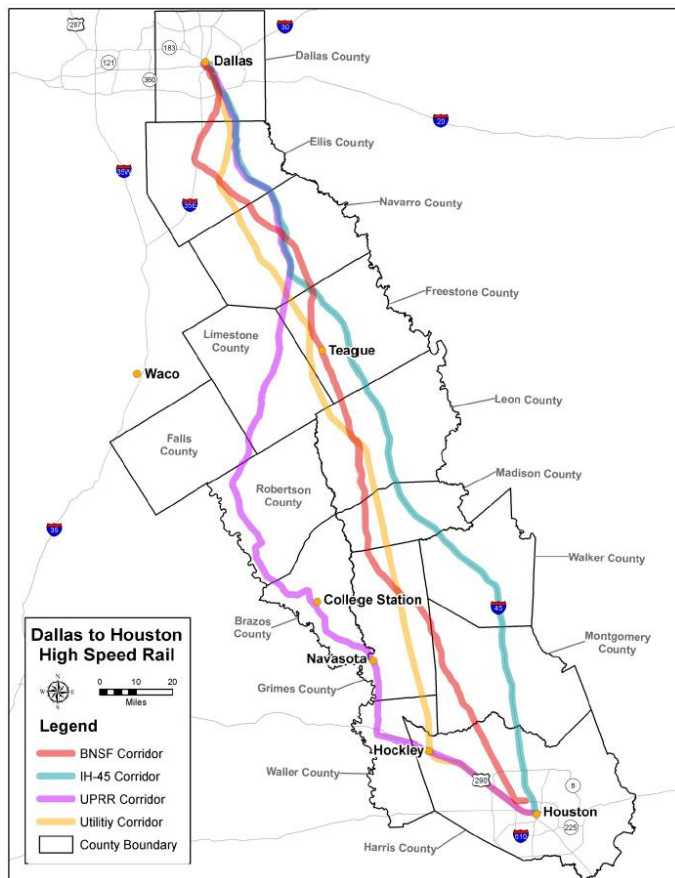 287
30
183
Dallas
Dallas County
121
360
20
Ellis County
35W
35E
Navarro County
Freestone County
Limestone
County
Teague
Waco
Leon County
Falls
County
Madison County
Robertson
County
35
Walker County
45
College Station
Dallas to Houston
High Speed Rail
Brazos
County
Montgomery
County
Navasota
N
W
E
S
0
10
20
Miles
Grimes County
Legend
BNSF Corridor
Hockley
IH-45 Corridor
Waller County
290
8
UPRR Corridor
Houston
Utilitiy Corridor
225
610
County Boundary
Harris County